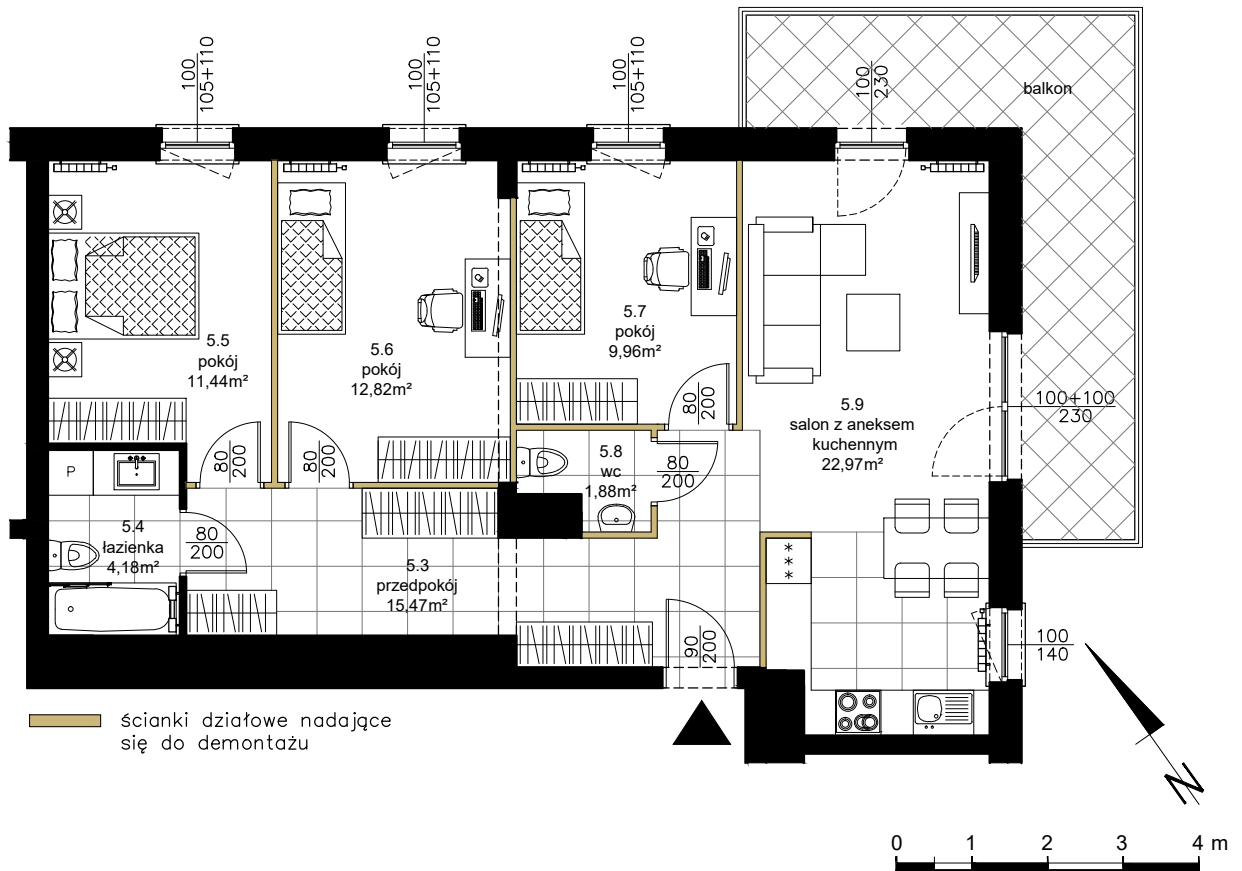 100
105+110
100
105+110
100
105+110
100
230
balkon
5.5
pokój
11,44m²
5.6
pokój
12,82m²
5.7
pokój
9,96m²
5.9
salon z aneksem
kuchennym
22,97m²
100+100
230
80
200
80
200
80
200
5.8
wc
1,88m²
80
200
P
5.4
łazienka
4,18m²
80
200
5.3
przedpokój
15,47m²
***
90
200
100
140
ścianki działowe nadające
się do demontażu
N
0 1 2 3 4 m